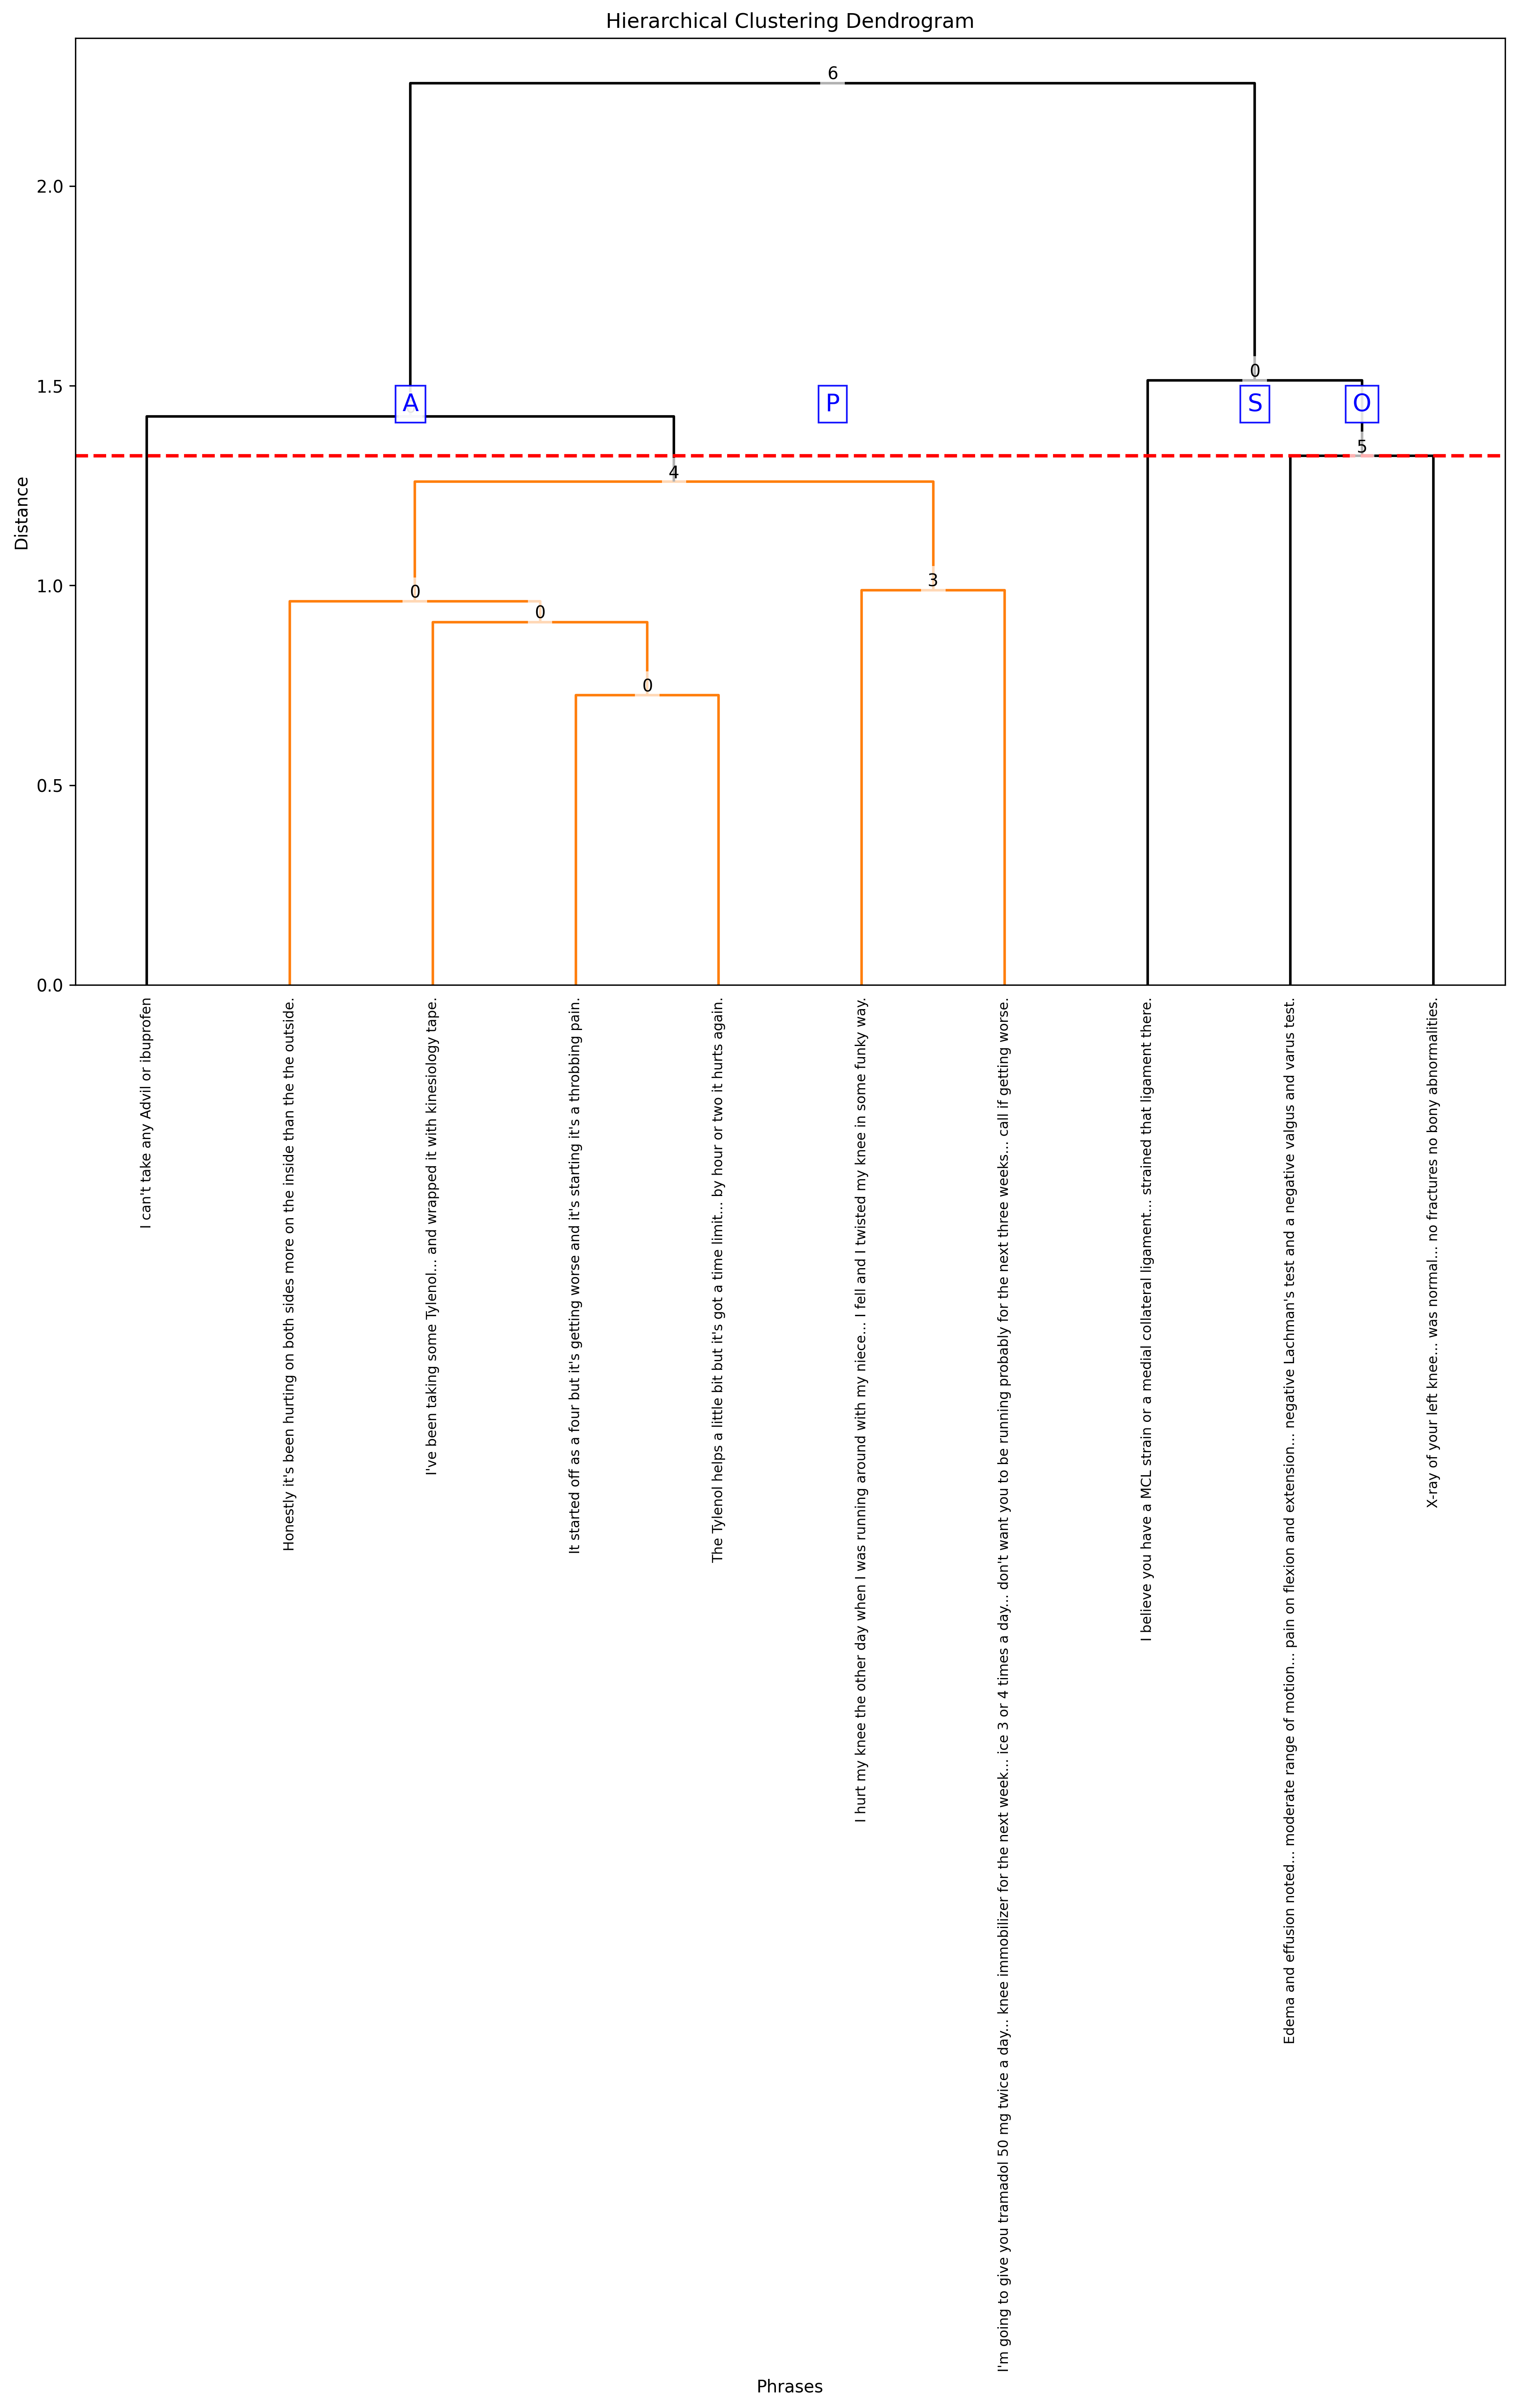 Hierarchical Clustering Dendrogram
6
2.0
0
1.5
A
P
S
O
5
4
Distance
3
1.0
0
0
0
0.5
0.0
I can't take any Advil or ibuprofen
Honestly it's been hurting on both sides more on the inside than the the outside.
I've been taking some Tylenol... and wrapped it with kinesiology tape.
It started off as a four but it's getting worse and it's starting it's a throbbing pain.
The Tylenol helps a little bit but it's got a time limit... by hour or two it hurts again.
I hurt my knee the other day when I was running around with my niece... I fell and I twisted my knee in some funky way.
I'm going to give you tramadol 50 mg twice a day... knee immobilizer for the next week... ice 3 or 4 times a day... don't want you to be running probably for the next three weeks... call if getting worse.
I believe you have a MCL strain or a medial collateral ligament... strained that ligament there.
Edema and effusion noted... moderate range of motion... pain on flexion and extension... negative Lachman's test and a negative valgus and varus test.
X-ray of your left knee... was normal... no fractures no bony abnormalities.
Phrases